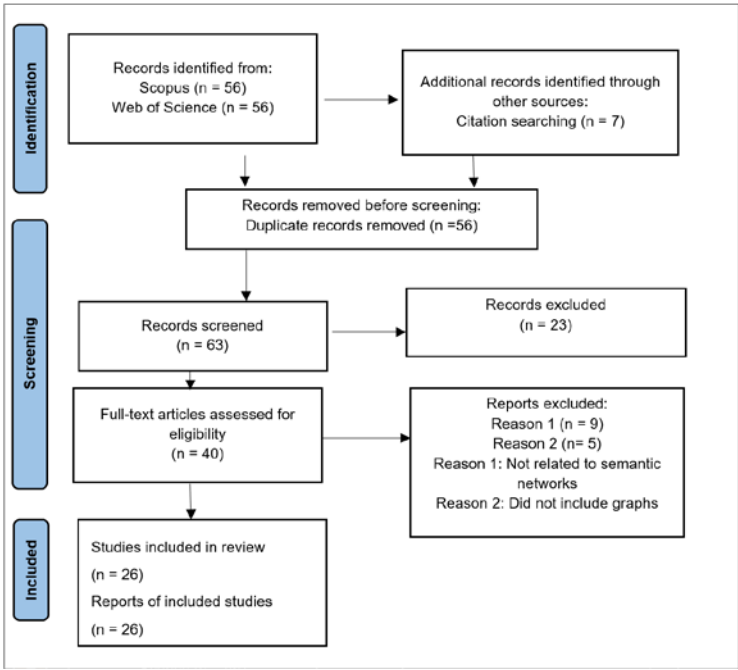 Identification
Records identified from:
Scopus (n = 56)
Web of Science (n = 56)
Additional records identified through
other sources:
Citation searching (n = 7)
Records removed before screening:
Duplicate records removed (n =56)
Screening
Records screened
(n = 63)
Records excluded
(n = 23)
Full-text articles assessed for
eligibility
(n = 40)
Reports excluded:
Reason 1 (n = 9)
Reason 2 (n= 5)
Reason 1: Not related to semantic
networks
Reason 2: Did not include graphs
Included
Studies included in review
(n = 26)
Reports of included studies
(n = 26)